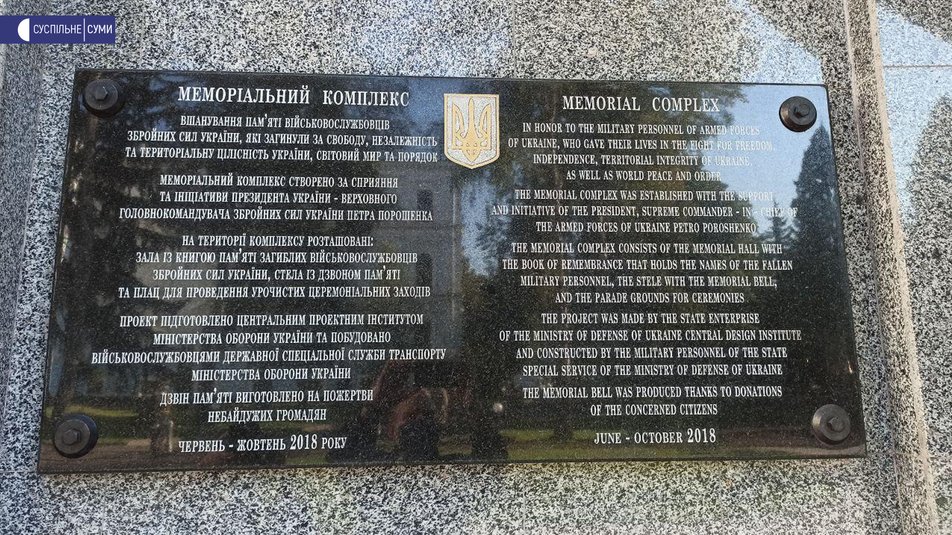 СУСПІЛЬНЕ СУМИ
МЕМОРІАЛЬНИЙ КОМПЛЕКС
ВШАНУВАННЯ ПАМ'ЯТІ ВІЙСЬКОВОСЛУЖБОВЦІВ
ЗБРОЙНИХ СИЛ УКРАЇНИ, ЯКІ ЗАГИНУЛИ ЗА СВОБОДУ, НЕЗАЛЕЖНІСТЬ
ТА ТЕРИТОРІАЛЬНУ ЦІЛІСНІСТЬ УКРАЇНИ, СВІТОВИЙ МИР ТА ПОРЯДОК
МЕМОРІАЛЬНИЙ КОМПЛЕКС СТВОРЕНО ЗА СПРИЯННЯ
ТА ІНІЦІАТИВИ ПРЕЗИДЕНТА УКРАЇНИ - ВЕРХОВНОГО
ГОЛОВНОКОМАНДУВАЧА ЗБРОЙНИХ СИЛ УКРАЇНИ ПЕТРА ПОРОШЕНКА
НА ТЕРИТОРІЇ КОМПЛЕКСУ РОЗТАШОВАНІ:
ЗАЛА ІЗ КНИГОЮ ПАМ'ЯТІ ЗАГИБЛИХ ВІЙСЬКОВОСЛУЖБОВЦІВ
ЗБРОЙНИХ СИЛ УКРАЇНИ, СТЕЛА ІЗ ДЗВОНОМ ПАМ'ЯТІ
ТА ПЛАЦ ДЛЯ ПРОВЕДЕННЯ УРОЧИСТИХ ЦЕРЕМОНІАЛЬНИХ ЗАХОДІВ
ПРОЕКТ ПІДГОТОВЛЕНО ЦЕНТРАЛЬНИМ ПРОЕКТНИМ ІНСТИТУТОМ
МІНІСТЕРСТВА ОБОРОНИ УКРАЇНИ ТА ПОБУДОВАНО
ВІЙСЬКОВОСЛУЖБОВЦЯМИ ДЕРЖАВНОЇ СПЕЦІАЛЬНОЇ СЛУЖБИ ТРАНСПОРТУ
МІНІСТЕРСТВА ОБОРОНИ УКРАЇНИ
ДЗВІН ПАМ'ЯТІ ВИГОТОВЛЕНО НА ПОЖЕРТВИ
НЕБАЙДУЖИХ ГРОМАДЯН
ЧЕРВЕНЬ - ЖОВТЕНЬ 2018 РОКУ
MEMORIAL COMPLEX
IN HONOR TO THE MILITARY PERSONNEL OF ARMED FORCES
OF UKRAINE, WHO GAVE THEIR LIVES IN THE FIGHT FOR FREEDOM,
INDEPENDENCE, TERRITORIAL INTEGRITY OF UKRAINE
AS WELL AS WORLD PEACE AND ORDER
THE MEMORIAL COMPLEX WAS ESTABLISHED WITH THE SUPPORT
AND INITIATIVE OF THE PRESIDENT, SUPREME COMMANDER - IN - CHIEF OF
THE ARMED FORCES OF UKRAINE PETRO POROSHENKO
THE MEMORIAL COMPLEX CONSISTS OF THE MEMORIAL HALL WITH
THE BOOK OF REMEMBRANCE THAT HOLDS THE NAMES OF THE FALLEN
MILITARY PERSONNEL, THE STELE WITH THE MEMORIAL BELL,
AND THE PARADE GROUNDS FOR CEREMONIES
THE PROJECT WAS MADE BY THE STATE ENTERPRISE
OF THE MINISTRY OF DEFENSE OF UKRAINE CENTRAL DESIGN INSTITUTE
AND CONSTRUCTED BY THE MILITARY PERSONNEL OF THE STATE
SPECIAL SERVICE OF THE MINISTRY OF DEFENSE OF UKRAINE
THE MEMORIAL BELL WAS PRODUCED THANKS TO DONATIONS
OF THE CONCERNED CITIZENS
JUNE - OCTOBER 2018